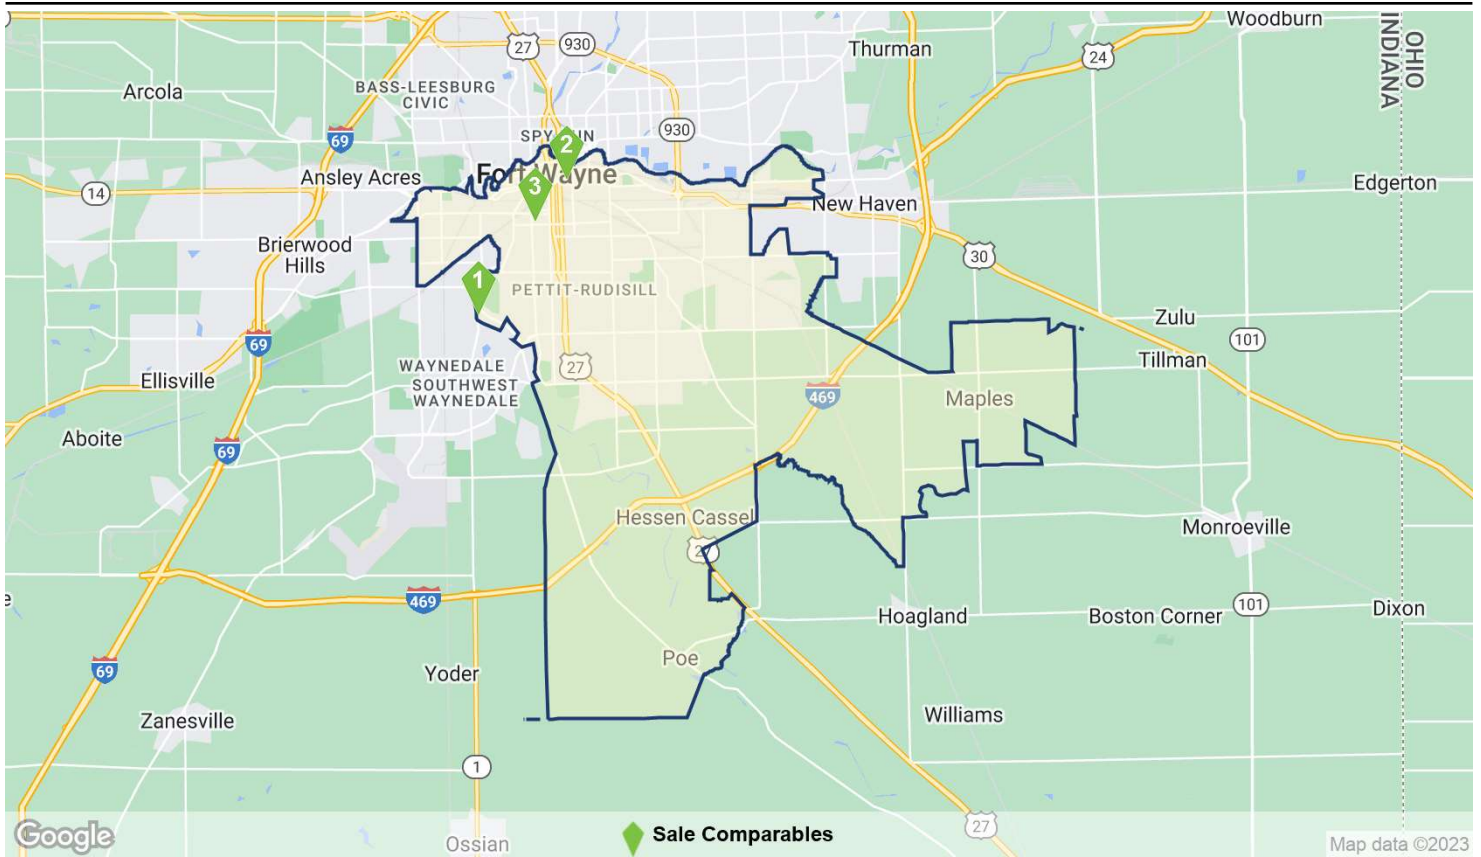 Woodburn
OHIO
INDIANA
27
930
Thurman
24
Arcola
BASS-LEESBURG
CIVIC
69
930
2
Ansley Acres
Fort Wayne
3
14
Edgerton
New Haven
Brierwood
Hills
30
1
PETTIT-RUDISILL
Zulu
101
69
Tillman
WAYNEDALE
SOUTHWEST
WAYNEDALE
27
Ellisville
469
Maples
Aboite
69
Hessen Cassel
Monroeville
469
Hoagland
Boston Corner
101
Dixon
69
Yoder
Poe
Zanesville
Williams
1
Google
Ossian
Sale Comparables
27
Map data ©2023